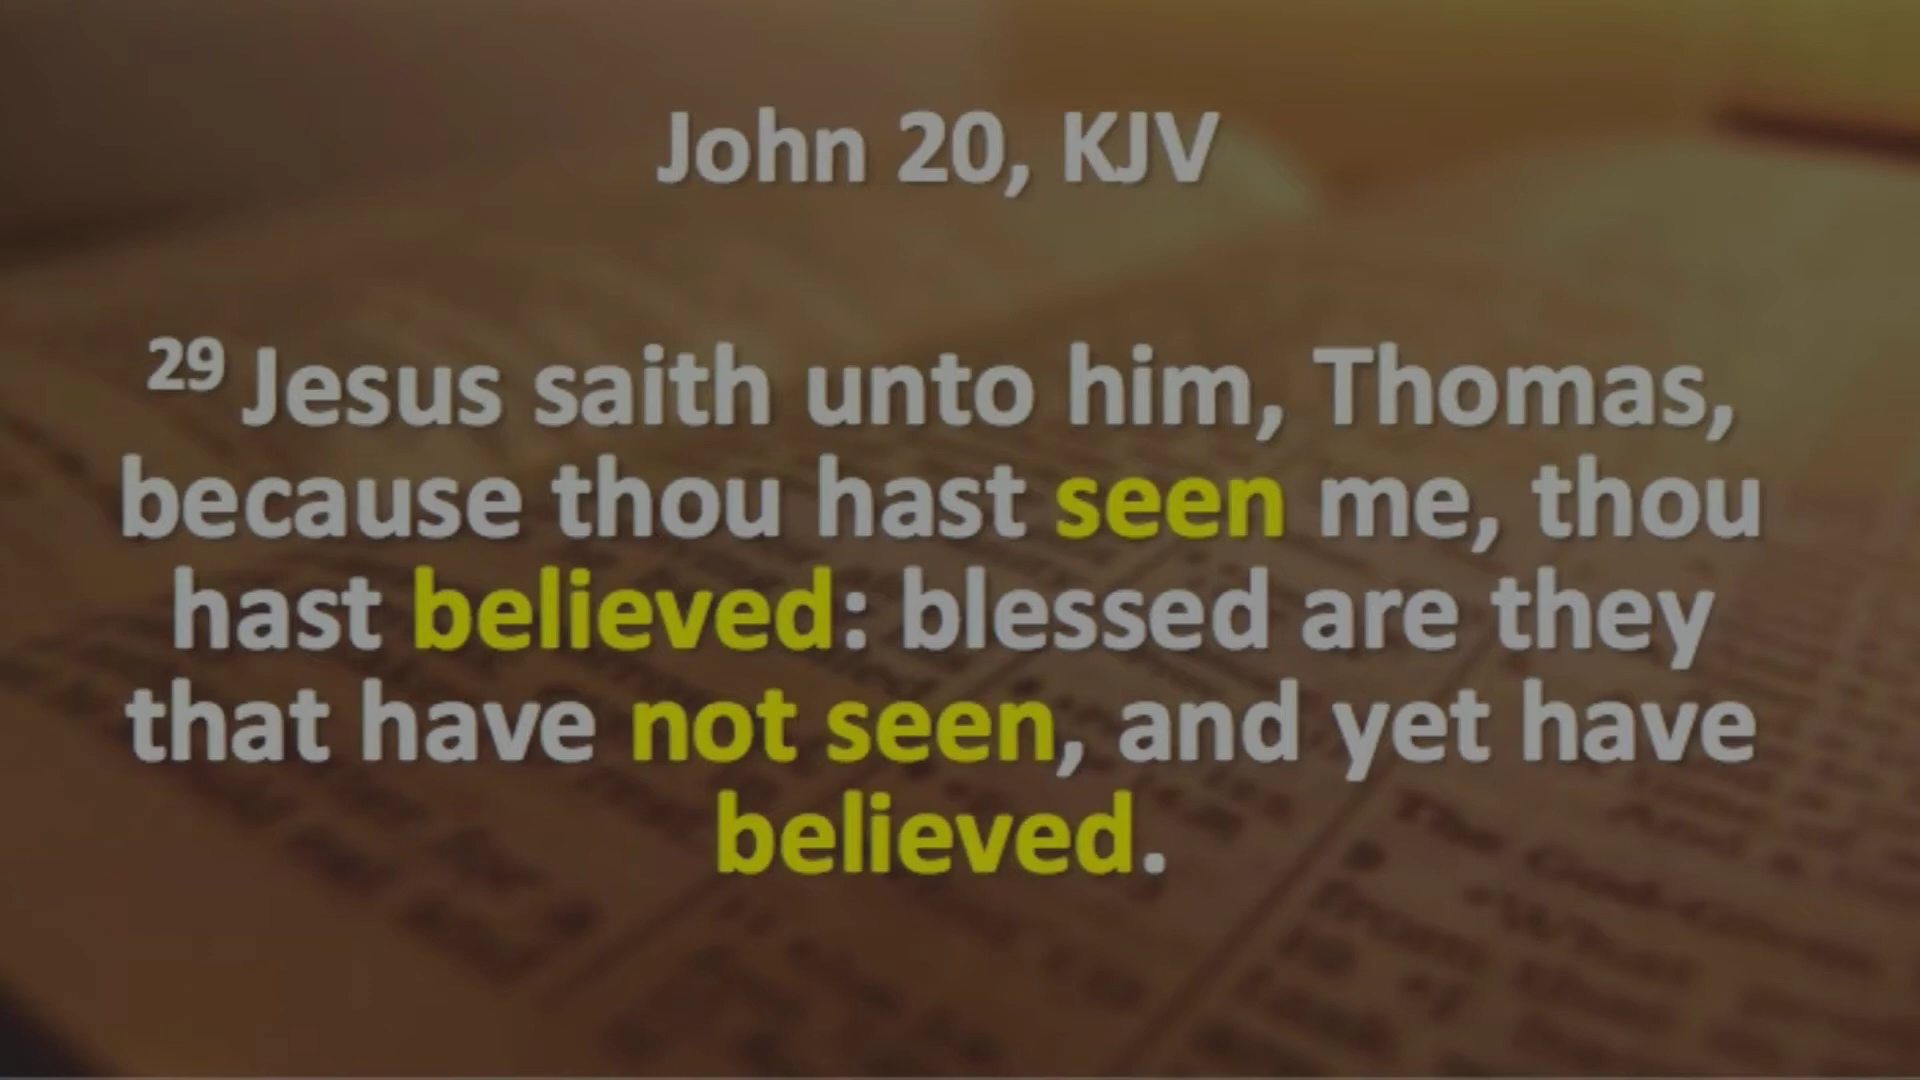 John 20, KJV
29 Jesus saith unto him, Thomas,
because thou hast seen me, thou
hast believed: blessed are they
that have not seen, and yet have
believed.